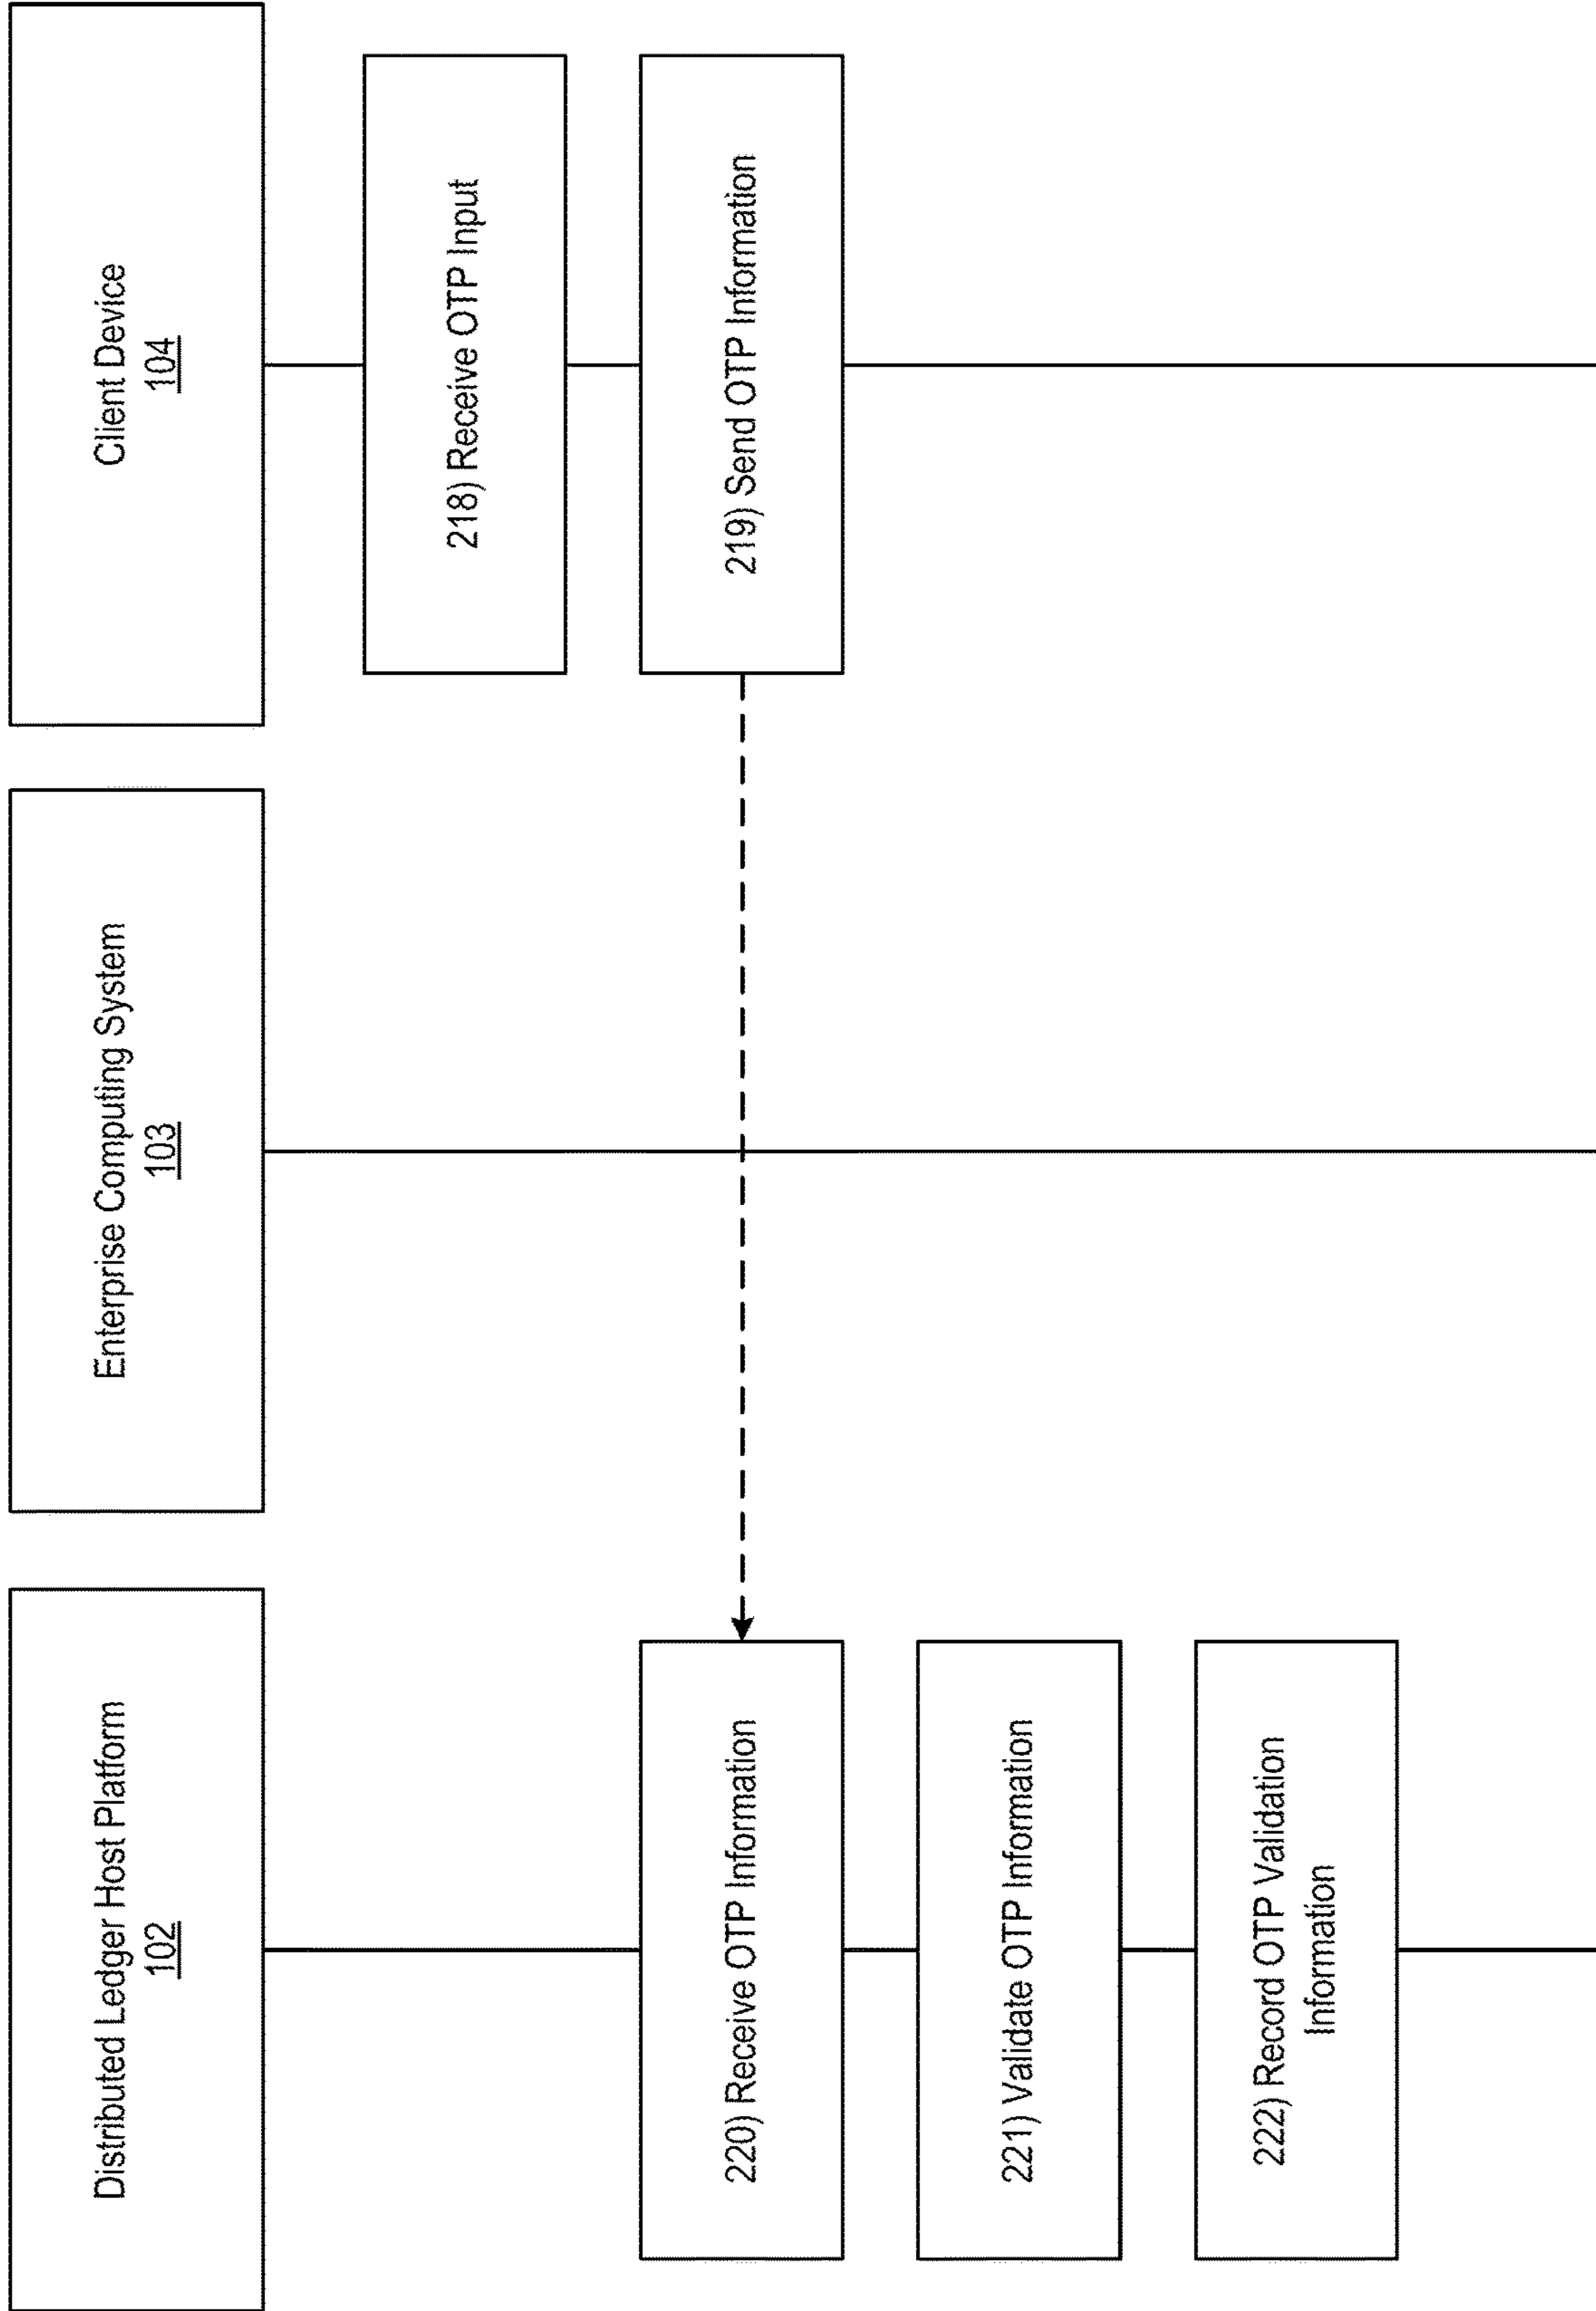 Distributed Ledger Host Platform
102
Enterprise Computing System
103
Client Device
104
218) Receive OTP Input
219) Send OTP Information
220) Receive OTP Information
221) Validate OTP Information
222) Record OTP Validation
Information